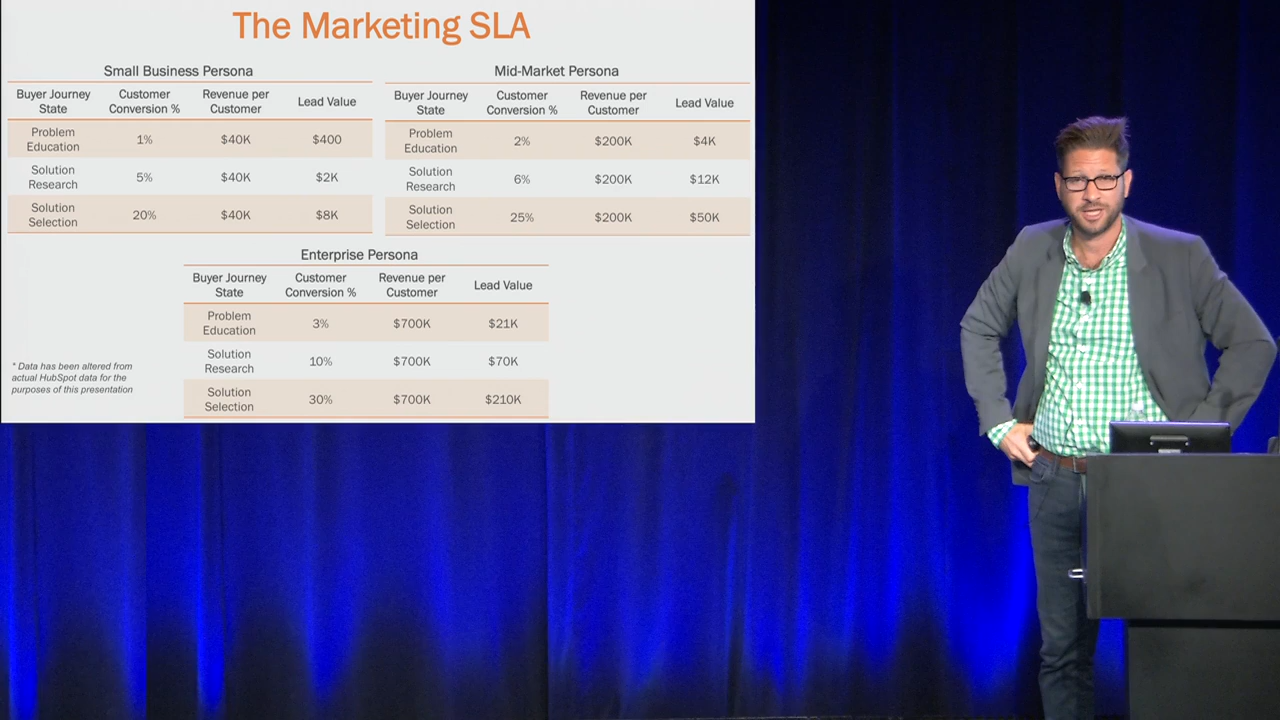 The Marketing SLA
Small Business Persona
Buyer Journey State Customer Conversion % Revenue per Customer Lead Value
Problem Education 1% $40K $400
Solution Research 5% $40K $2K
Solution Selection 20% $40K $8K
Mid-Market Persona
Buyer Journey State Customer Conversion % Revenue per Customer Lead Value
Problem Education 2% $200K $4K
Solution Research 6% $200K $12K
Solution Selection 25% $200K $50K
Enterprise Persona
Buyer Journey State Customer Conversion % Revenue per Customer Lead Value
Problem Education 3% $700K $21K
Solution Research 10% $700K $70K
Solution Selection 30% $700K $210K
* Data has been altered from
actual HubSpot data for the
purposes of this presentation